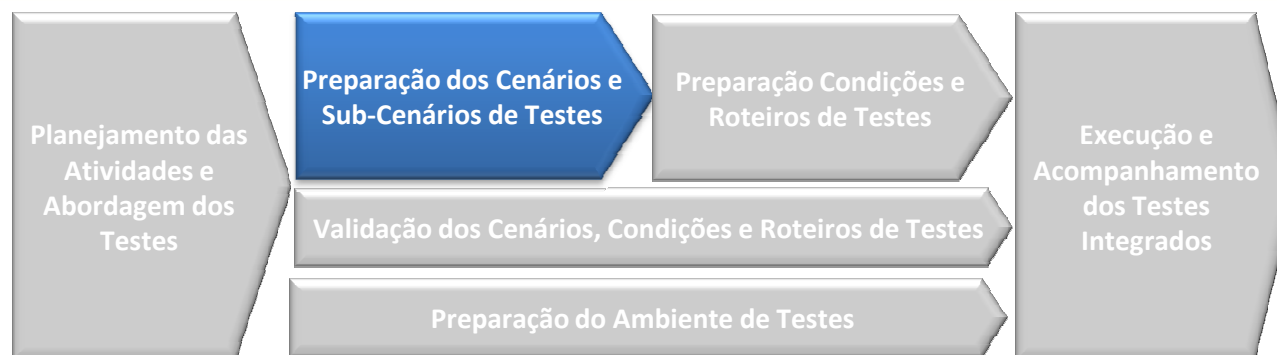 Planejamento das
Atividades e
Abordagem dos
Testes
Preparação dos Cenários e
Sub-Cenários de Testes
Preparação Condições e
Roteiros de Testes
Validação dos Cenários, Condições e Roteiros de Testes
Preparação do Ambiente de Testes
Execução e
Acompanhamento
dos Testes
Integrados